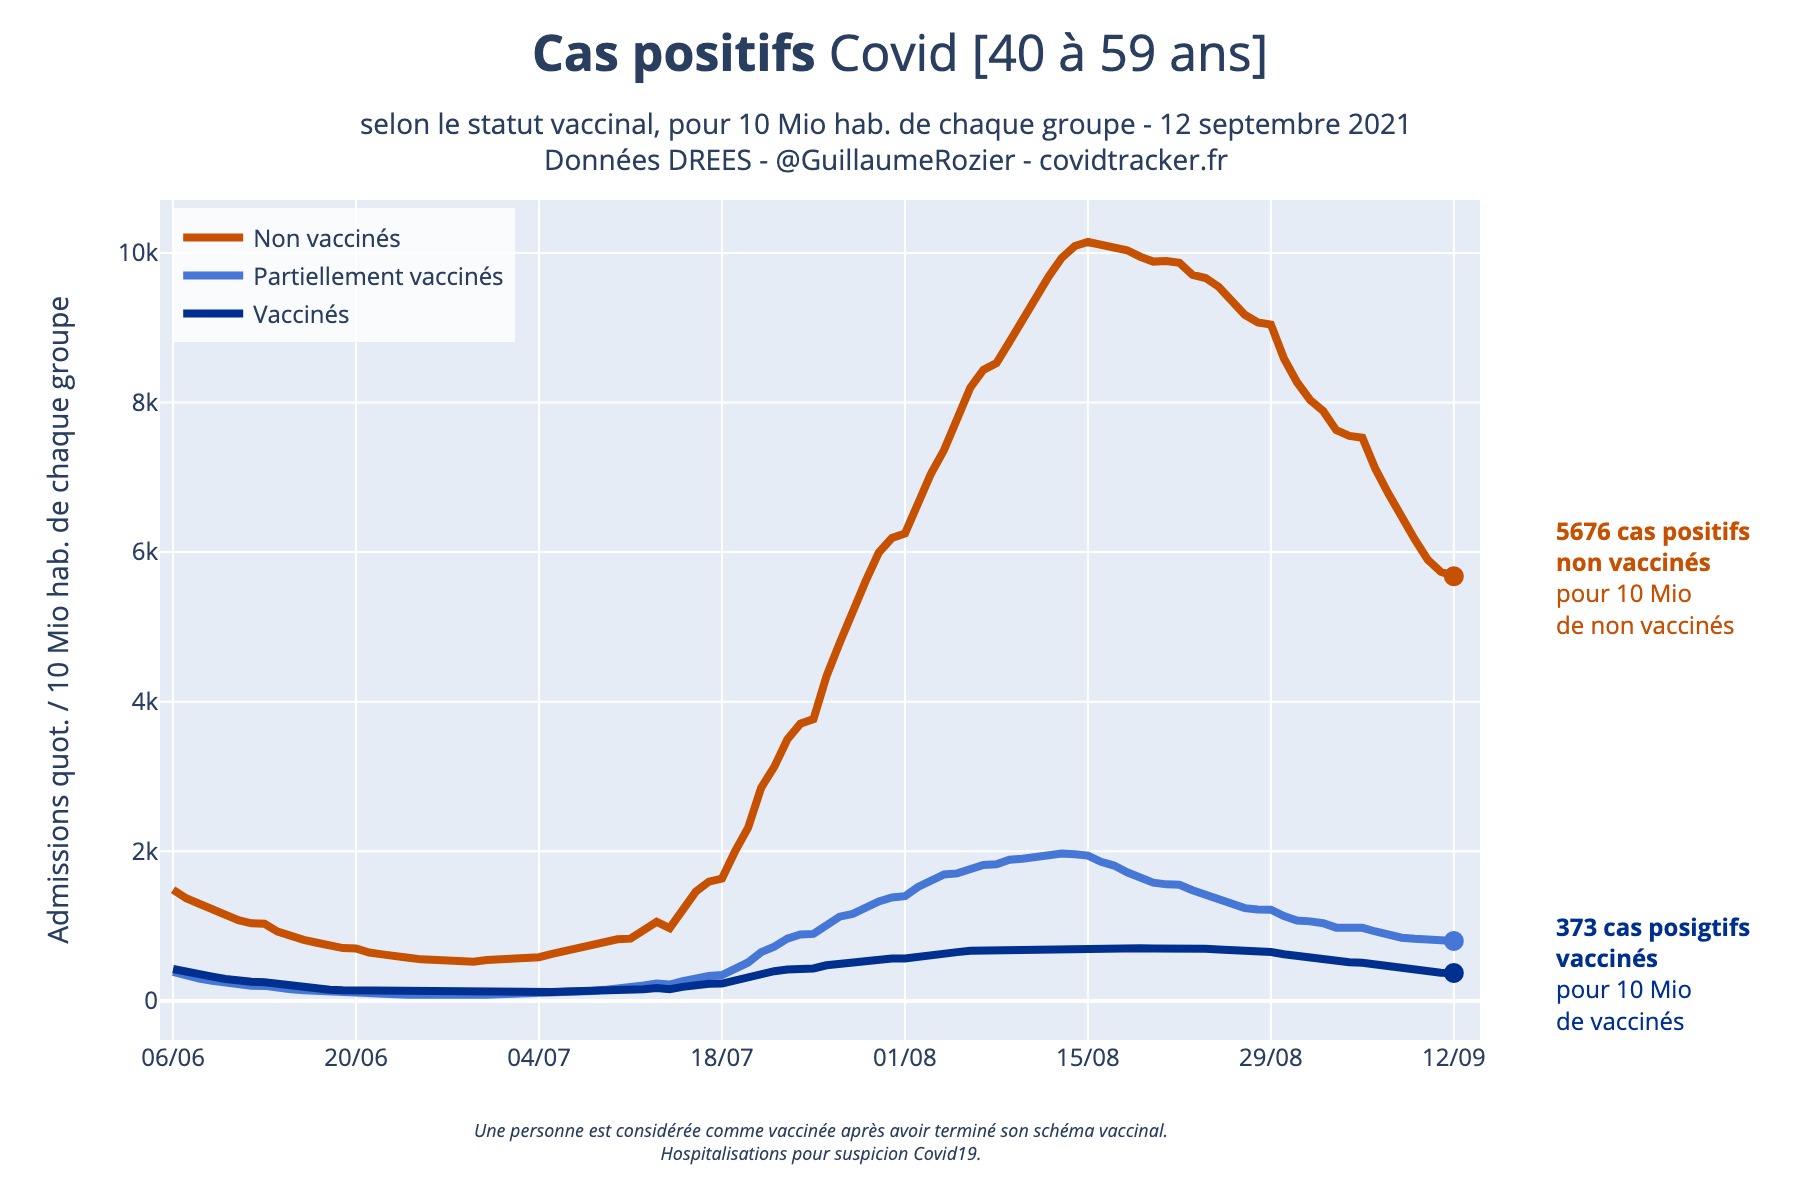 Cas positifs Covid [40 à 59 ans]
selon le statut vaccinal, pour 10 Mio hab. de chaque groupe - 12 septembre 2021
Données DREES - @GuillaumeRozier - covidtracker.fr
Non vaccinés
Partiellement vaccinés
Vaccinés
Admissions quot. / 10 Mio hab. de chaque groupe
10k
8k
6k
4k
2k
0
06/06
20/06
04/07
18/07
01/08
15/08
29/08
12/09
5676 cas positifs
non vaccinés
pour 10 Mio
de non vaccinés
373 cas posigtifs
vaccinés
pour 10 Mio
de vaccinés
Une personne est considérée comme vaccinée après avoir terminé son schéma vaccinal.
Hospitalisations pour suspicion Covid19.